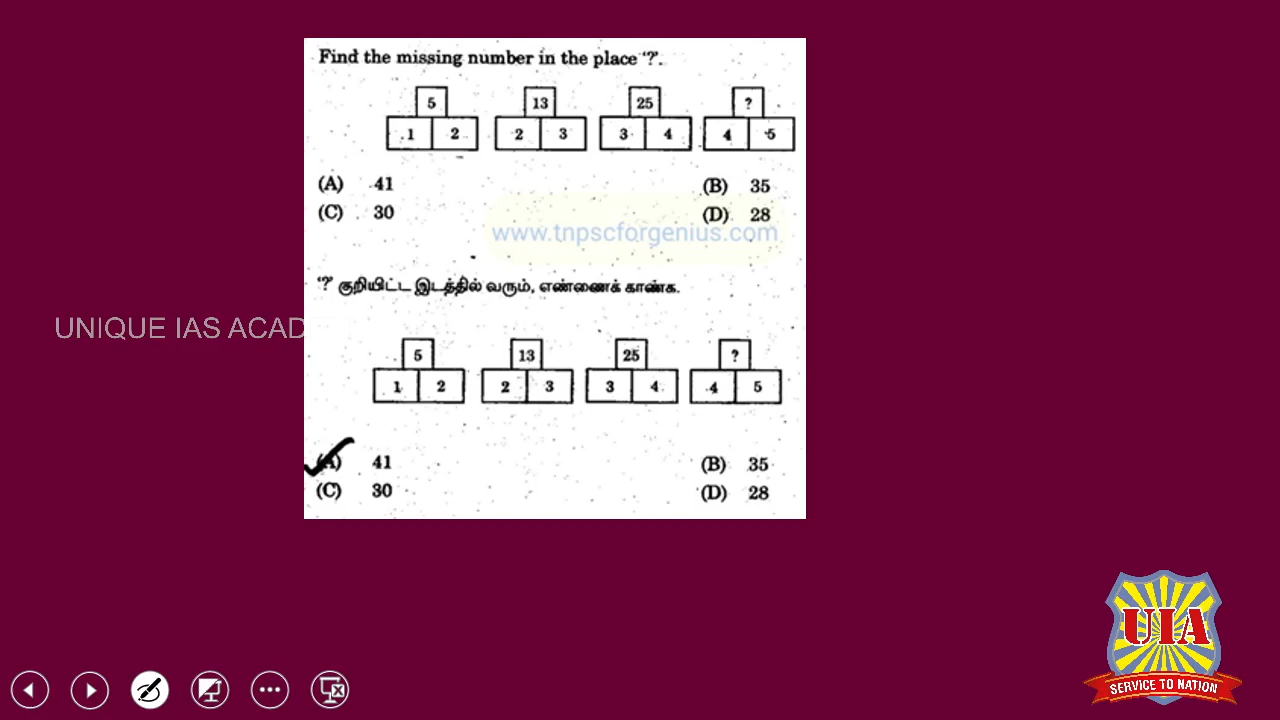 Find the missing number in the place '?'.
5 13 25 ?
1 2 2 3 3 4 4 5
(A) 41 (B) 35
(C) 30 (D) 28
www.tnpscforgenius.com
'?' குறியிட்ட இடத்தில் வரும், எண்ணைக் காண்க.
UNIQUE IAS ACAD
5 13 25 ?
1 2 2 3 3 4 4 5
(A) 41 (B) 35
(C) 30 (D) 28
UIA
SERVICE TO NATION